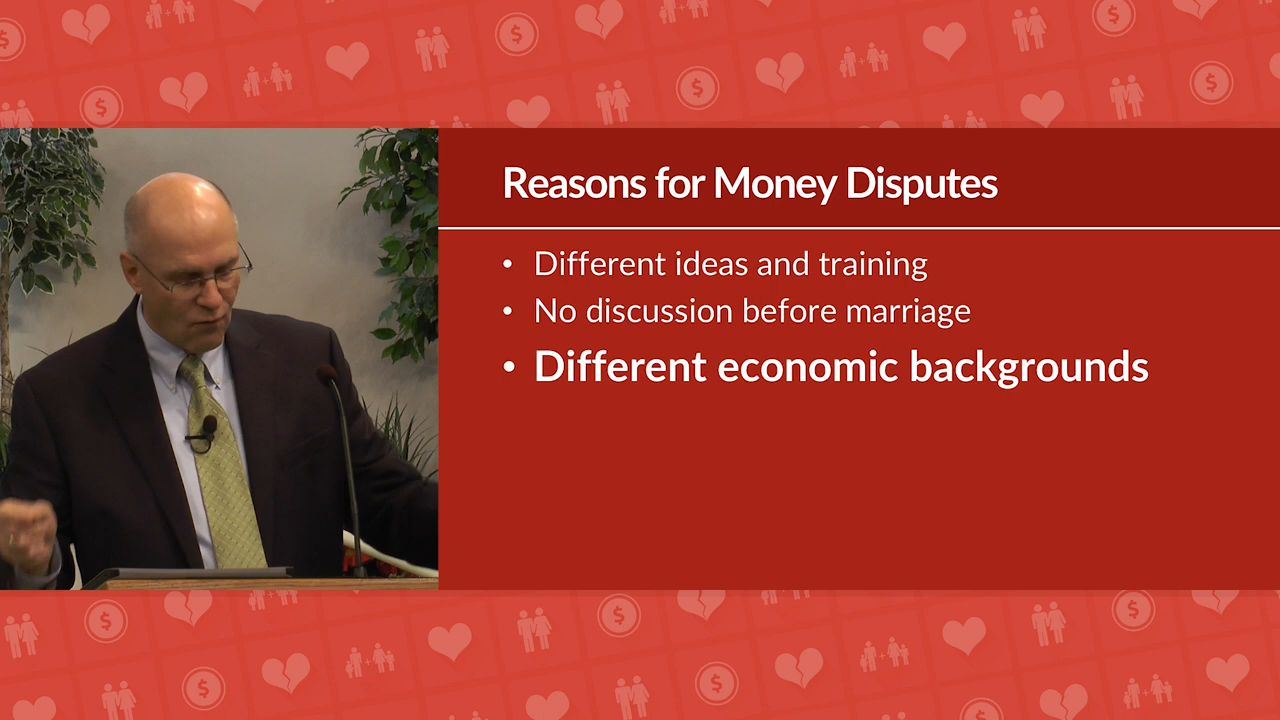 Reasons for Money Disputes
• Different ideas and training
• No discussion before marriage
• Different economic backgrounds